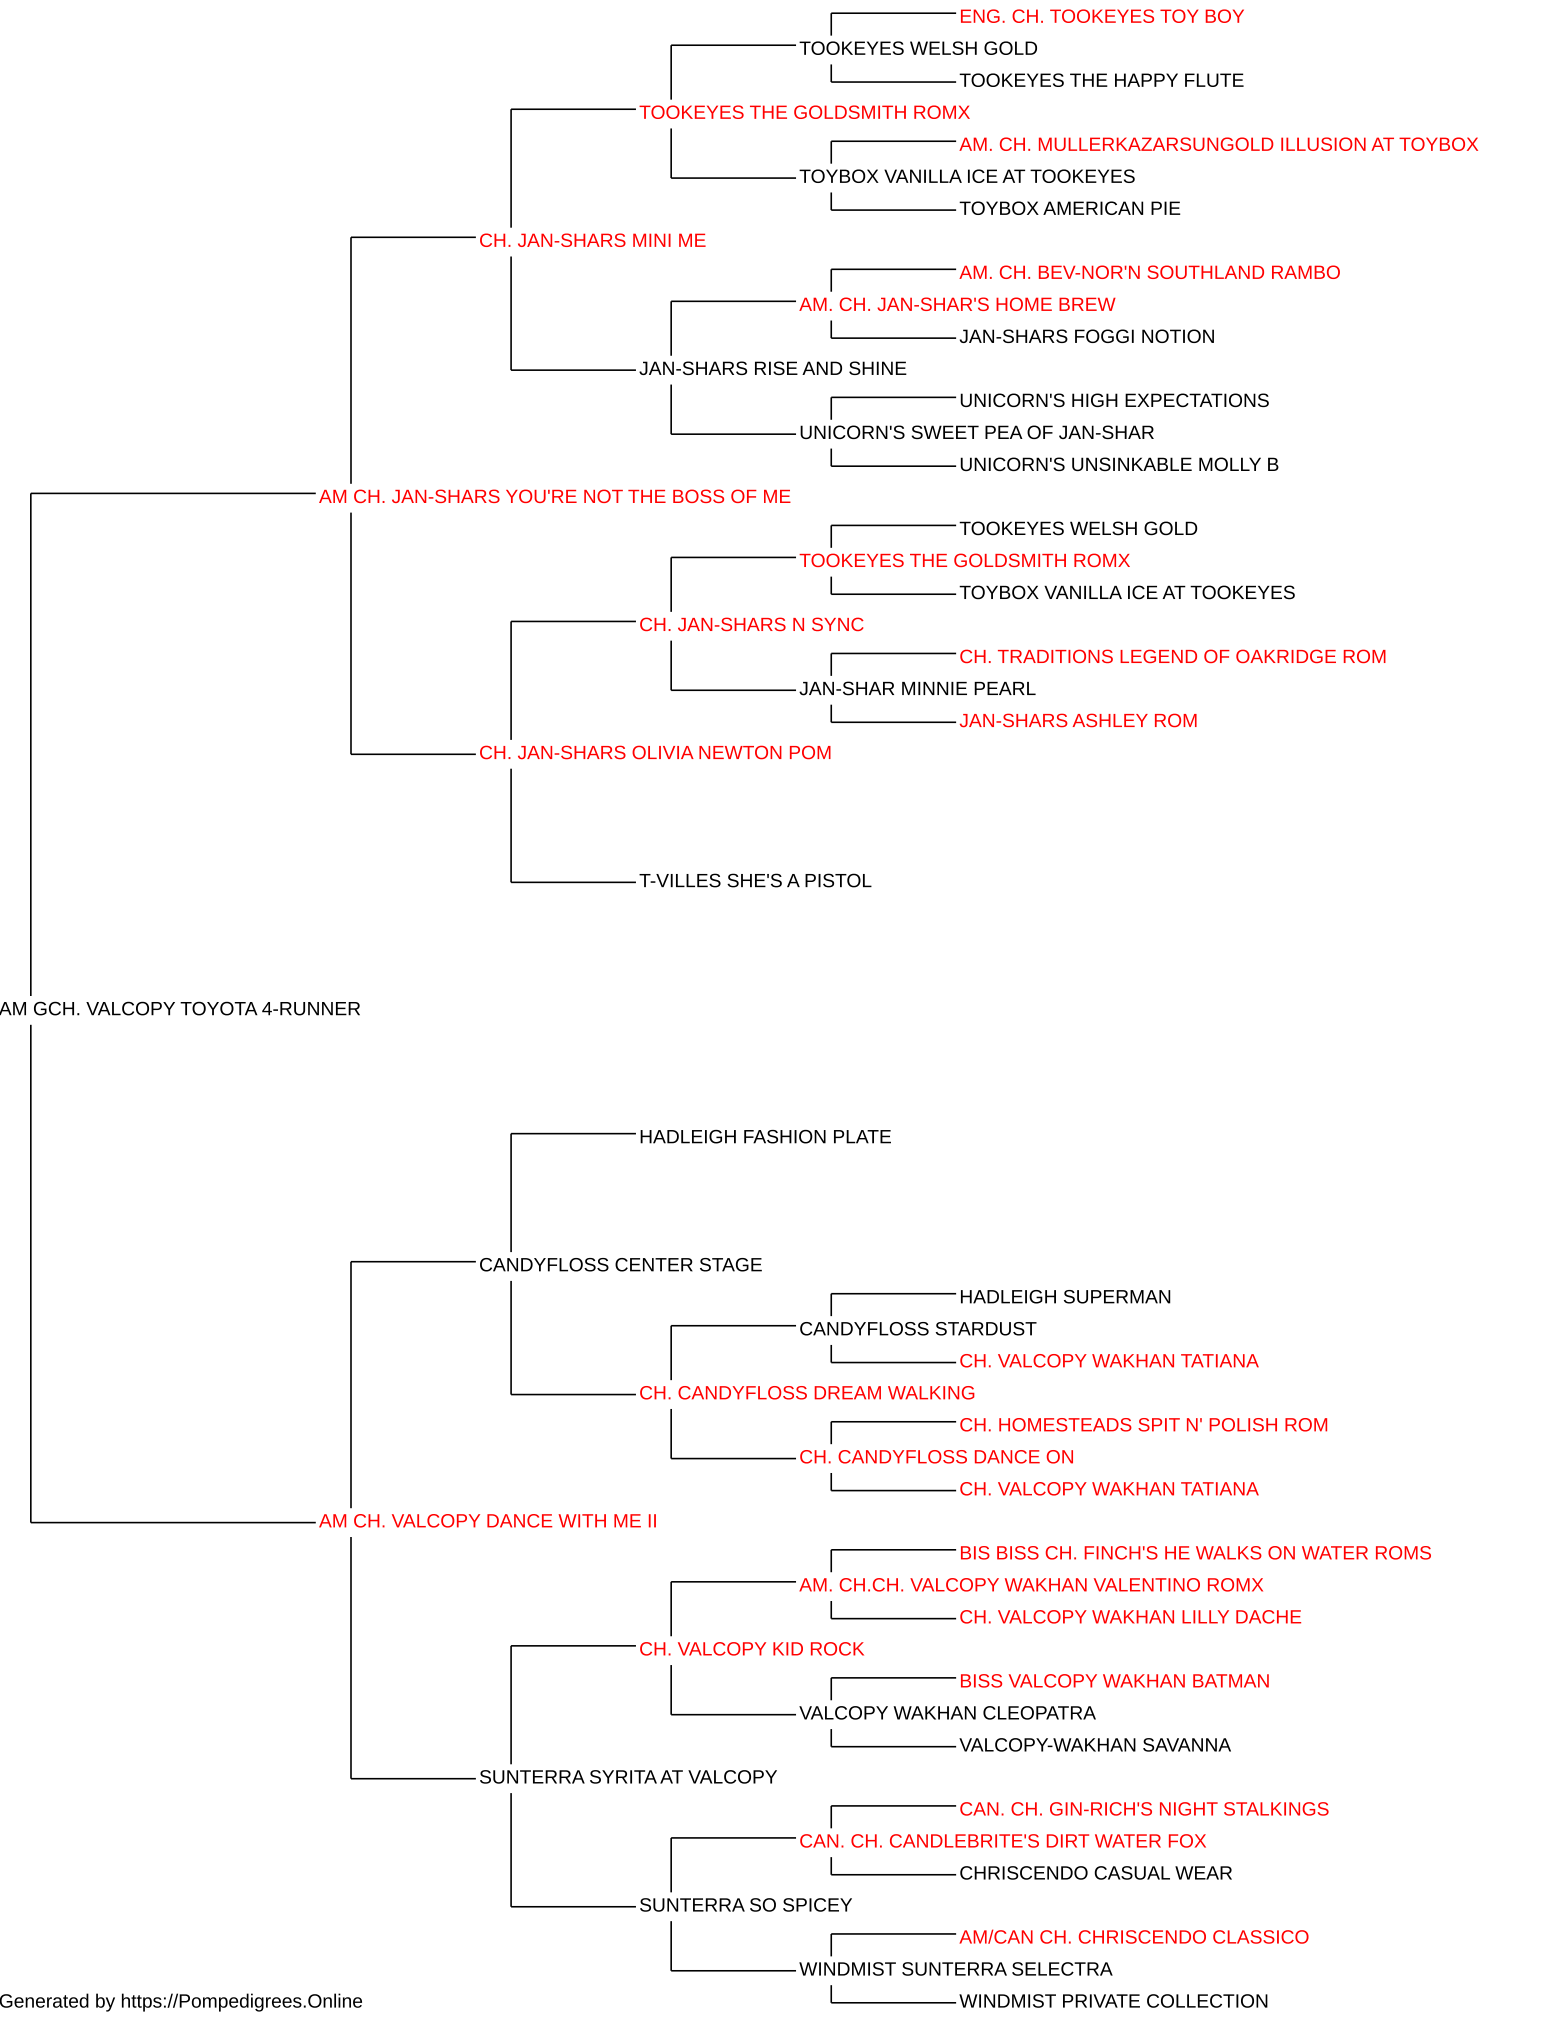 ENG. CH. TOOKEYES TOY BOY
TOOKEYES WELSH GOLD
TOOKEYES THE HAPPY FLUTE
TOOKEYES THE GOLDSMITH ROMX
AM. CH. MULLERKAZARSUNGOLD ILLUSION AT TOYBOX
TOYBOX VANILLA ICE AT TOOKEYES
TOYBOX AMERICAN PIE
CH. JAN-SHARS MINI ME
AM. CH. BEV-NOR'N SOUTHLAND RAMBO
AM. CH. JAN-SHAR'S HOME BREW
JAN-SHARS FOGGI NOTION
JAN-SHARS RISE AND SHINE
UNICORN'S HIGH EXPECTATIONS
UNICORN'S SWEET PEA OF JAN-SHAR
UNICORN'S UNSINKABLE MOLLY B
AM CH. JAN-SHARS YOU'RE NOT THE BOSS OF ME
TOOKEYES WELSH GOLD
TOOKEYES THE GOLDSMITH ROMX
TOYBOX VANILLA ICE AT TOOKEYES
CH. JAN-SHARS N SYNC
CH. TRADITIONS LEGEND OF OAKRIDGE ROM
JAN-SHAR MINNIE PEARL
JAN-SHARS ASHLEY ROM
CH. JAN-SHARS OLIVIA NEWTON POM
T-VILLES SHE'S A PISTOL
AM GCH. VALCOPY TOYOTA 4-RUNNER
HADLEIGH FASHION PLATE
CANDYFLOSS CENTER STAGE
HADLEIGH SUPERMAN
CANDYFLOSS STARDUST
CH. VALCOPY WAKHAN TATIANA
CH. CANDYFLOSS DREAM WALKING
CH. HOMESTEADS SPIT N' POLISH ROM
CH. CANDYFLOSS DANCE ON
CH. VALCOPY WAKHAN TATIANA
AM CH. VALCOPY DANCE WITH ME II
BIS BISS CH. FINCH'S HE WALKS ON WATER ROMS
AM. CH.CH. VALCOPY WAKHAN VALENTINO ROMX
CH. VALCOPY WAKHAN LILLY DACHE
CH. VALCOPY KID ROCK
BISS VALCOPY WAKHAN BATMAN
VALCOPY WAKHAN CLEOPATRA
VALCOPY-WAKHAN SAVANNA
SUNTERRA SYRITA AT VALCOPY
CAN. CH. GIN-RICH'S NIGHT STALKINGS
CAN. CH. CANDLEBRITE'S DIRT WATER FOX
CHRISCENDO CASUAL WEAR
SUNTERRA SO SPICEY
AM/CAN CH. CHRISCENDO CLASSICO
WINDMIST SUNTERRA SELECTRA
WINDMIST PRIVATE COLLECTION
Generated by https://Pompedigrees.Online